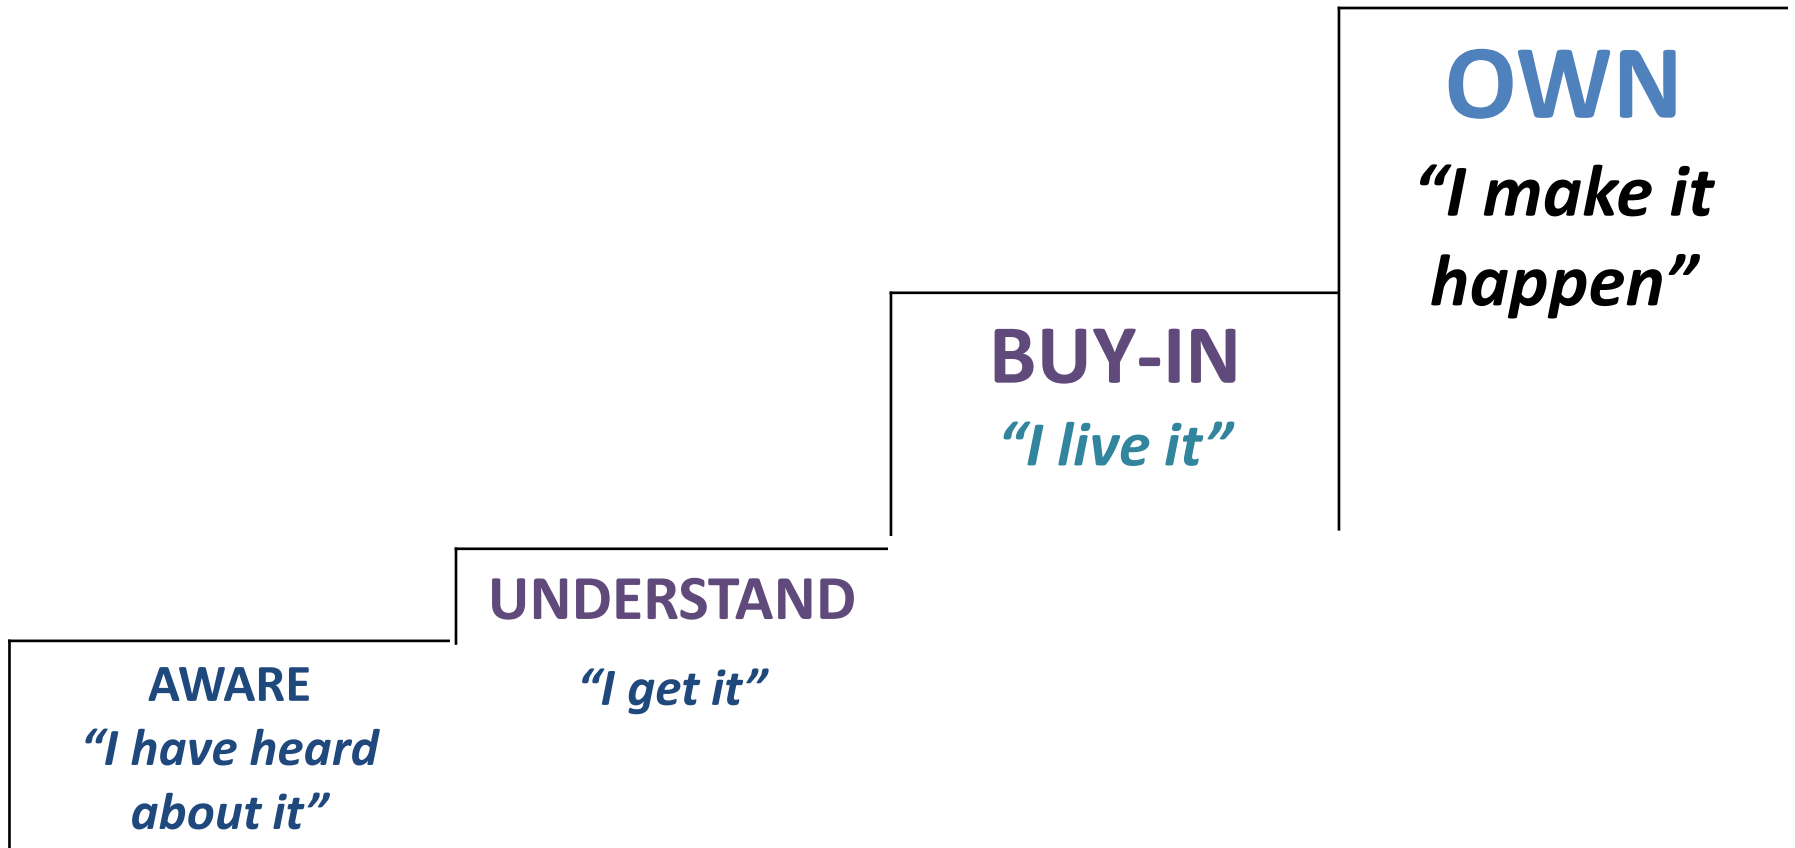 AWARE
“I have heard
about it”
UNDERSTAND
“I get it”
BUY-IN
“I live it”
OWN
“I make it
happen”